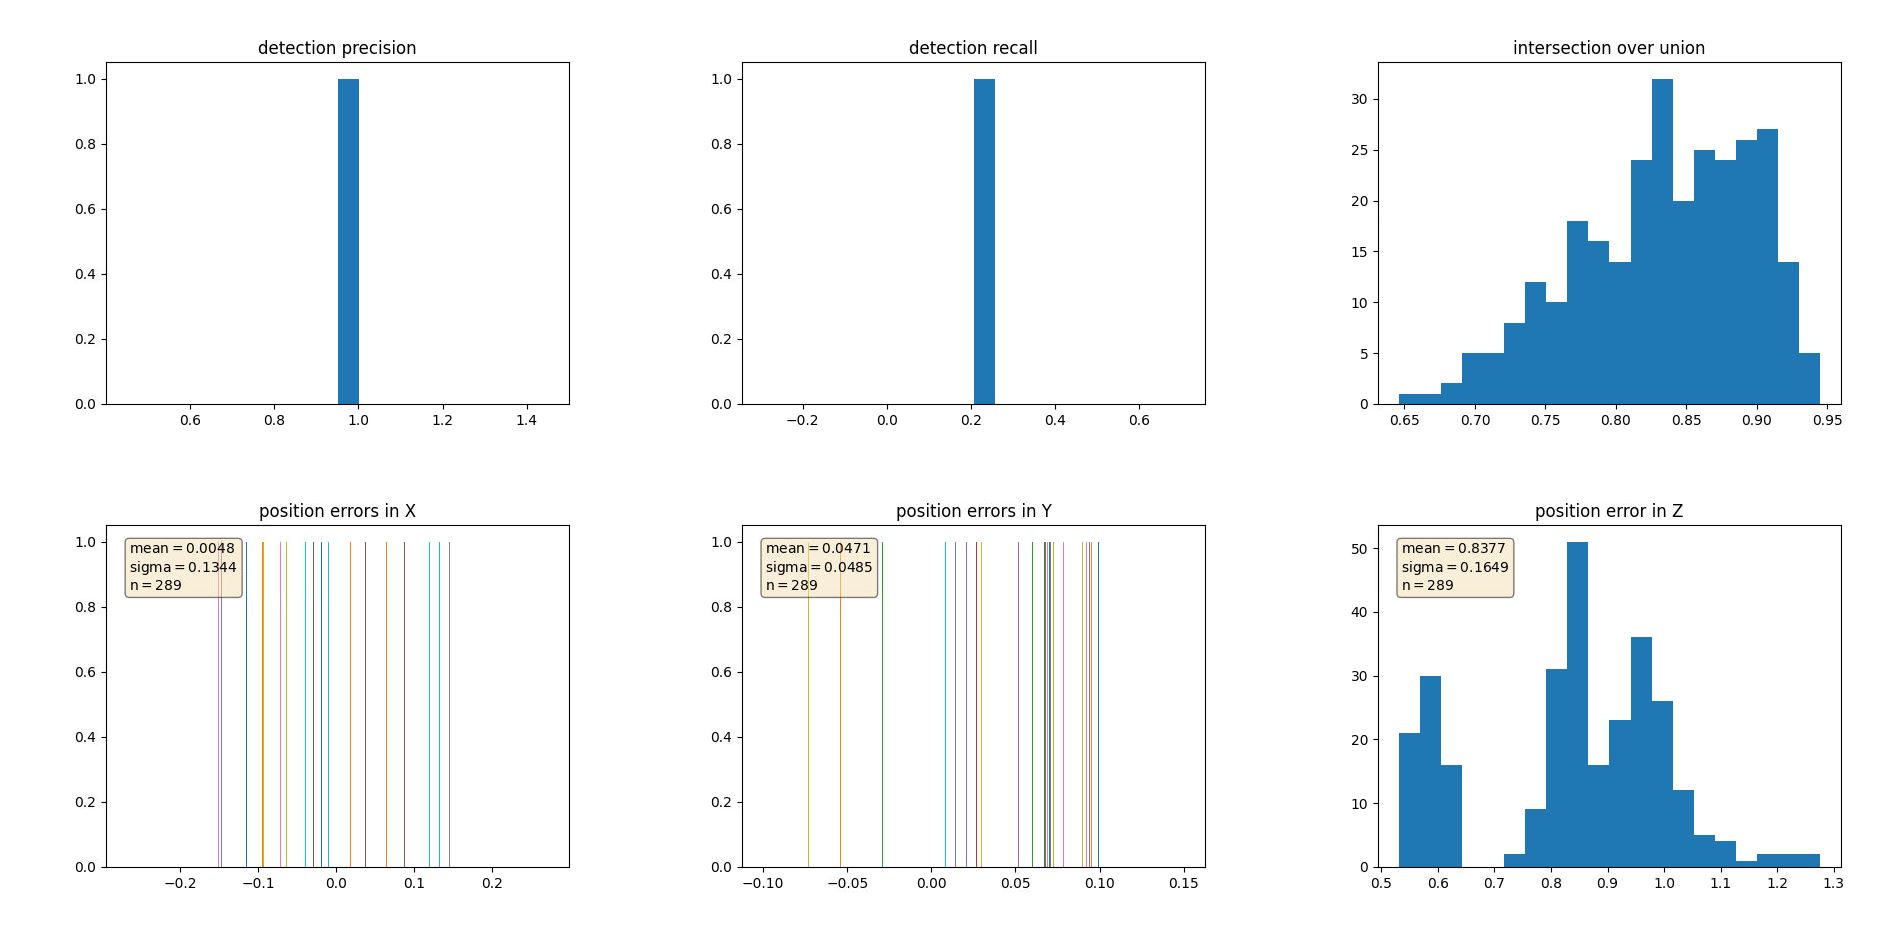 detection precision
1.0
0.8
0.6
0.4
0.2
0.0
0.6 0.8 1.0 1.2 1.4
detection recall
1.0
0.8
0.6
0.4
0.2
0.0
−0.2 0.0 0.2 0.4 0.6
intersection over union
30
25
20
15
10
5
0
0.65 0.70 0.75 0.80 0.85 0.90 0.95
position errors in X
mean = 0.0048
sigma = 0.1344
n = 289
1.0
0.8
0.6
0.4
0.2
0.0
−0.2 −0.1 0.0 0.1 0.2
position errors in Y
mean = 0.0471
sigma = 0.0485
n = 289
1.0
0.8
0.6
0.4
0.2
0.0
−0.10 −0.05 0.00 0.05 0.10 0.15
position error in Z
mean = 0.8377
sigma = 0.1649
n = 289
50
40
30
20
10
0
0.5 0.6 0.7 0.8 0.9 1.0 1.1 1.2 1.3